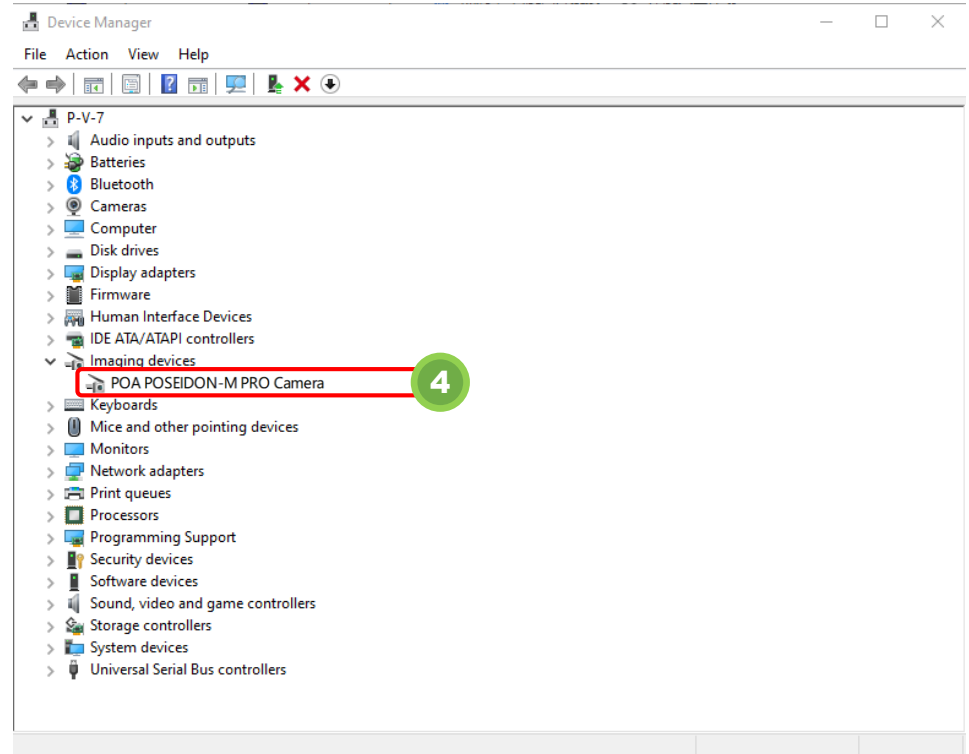 Device Manager
File Action View Help
P-V-7
Audio inputs and outputs
Batteries
Bluetooth
Cameras
Computer
Disk drives
Display adapters
Firmware
Human Interface Devices
IDE ATA/ATAPI controllers
Imaging devices
POA POSEIDON-M PRO Camera
4
Keyboards
Mice and other pointing devices
Monitors
Network adapters
Print queues
Processors
Programming Support
Security devices
Software devices
Sound, video and game controllers
Storage controllers
System devices
Universal Serial Bus controllers